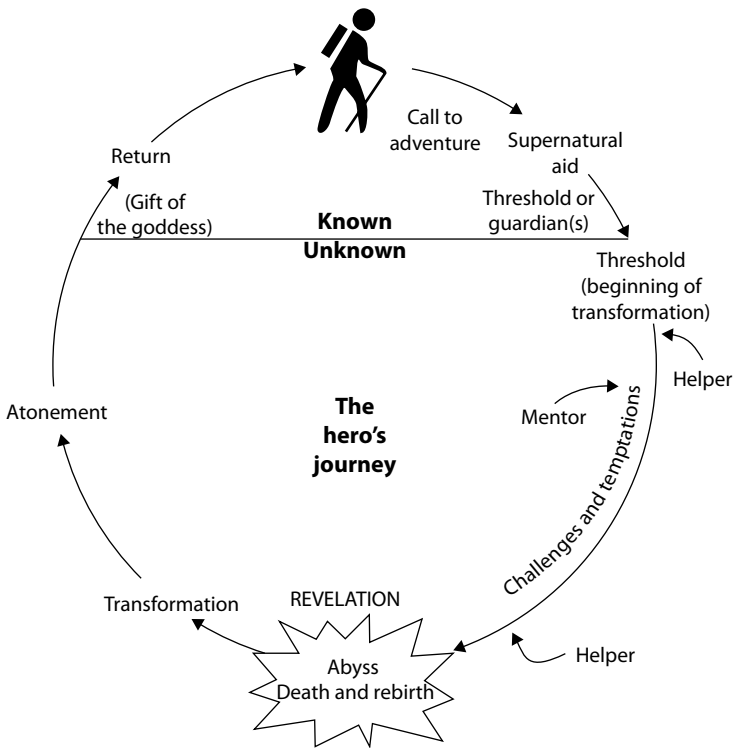 Call to
adventure
Supernatural
aid
Threshold or
guardian(s)
Threshold
(beginning of
transformation)
Helper
Mentor
Challenges and temptations
Helper
REVELATION
Abyss
Death and rebirth
Transformation
Atonement
Return
(Gift of
the goddess)
Known
Unknown
The
hero’s
journey